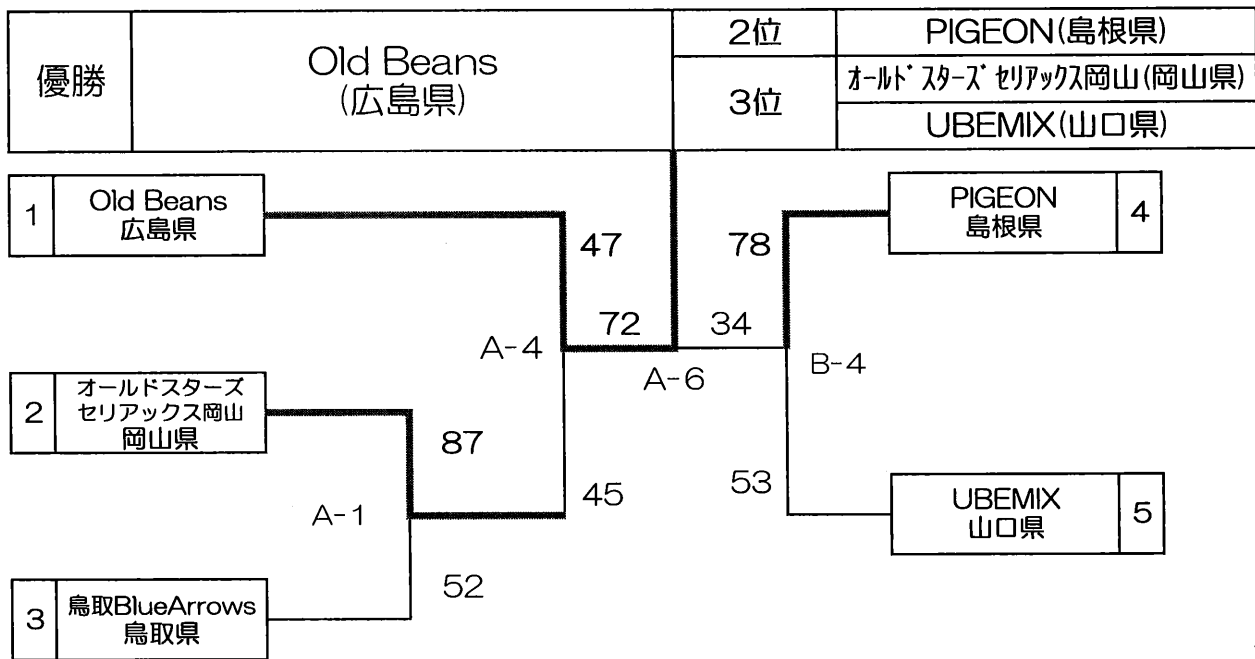 優勝
Old Beans
(広島県)
2位
PIGEON(島根県)
3位
ｵｰﾙﾄﾞｽﾀｰｽﾞｾﾘｱｯｸｽ岡山(岡山県)
UBEMIX(山口県)
1
Old Beans
広島県
PIGEON
島根県
4
47
78
72
34
A-4
A-6
B-4
2
オールドスターズ
セリアックス岡山
岡山県
87
45
53
A-1
UBEMIX
山口県
5
52
3
鳥取BlueArrows
鳥取県